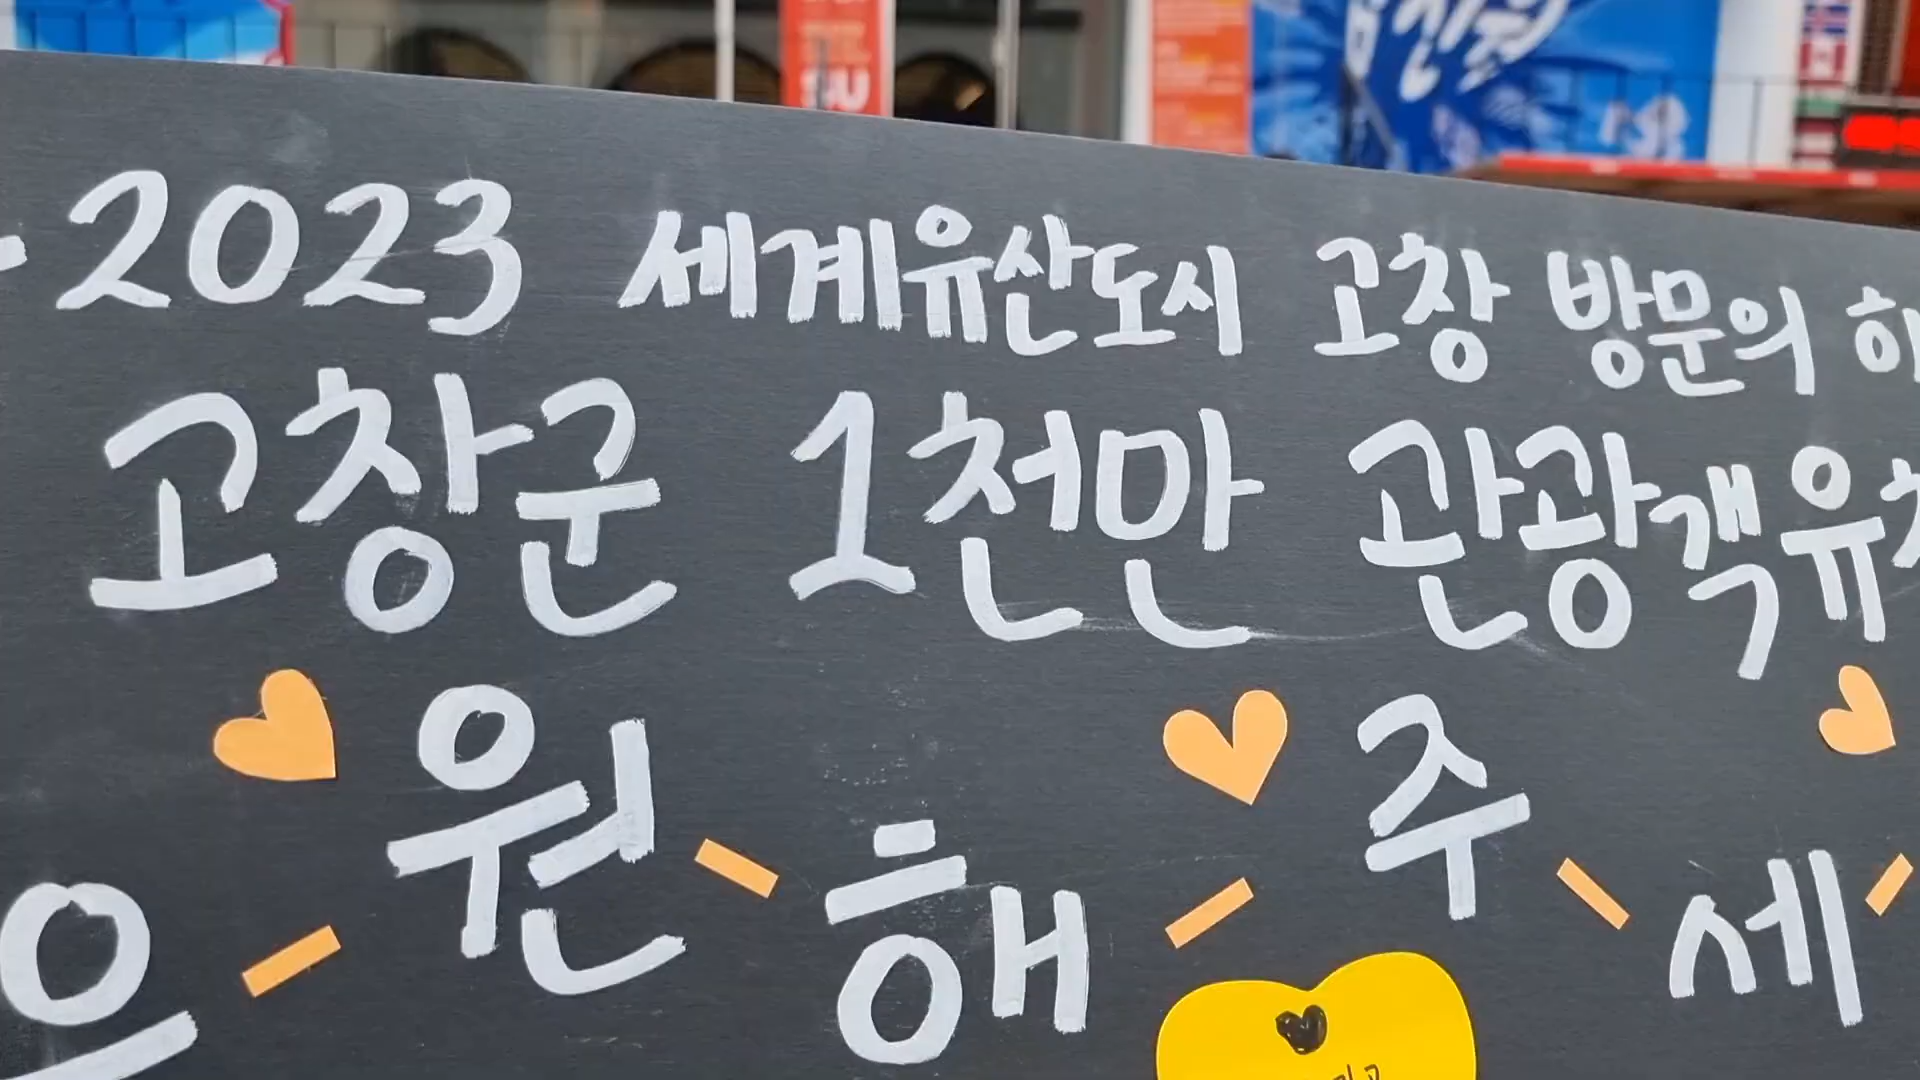 2023 세계유산도시 고창 방문의 해
고창군 1천만 관광객유치
응원해주세